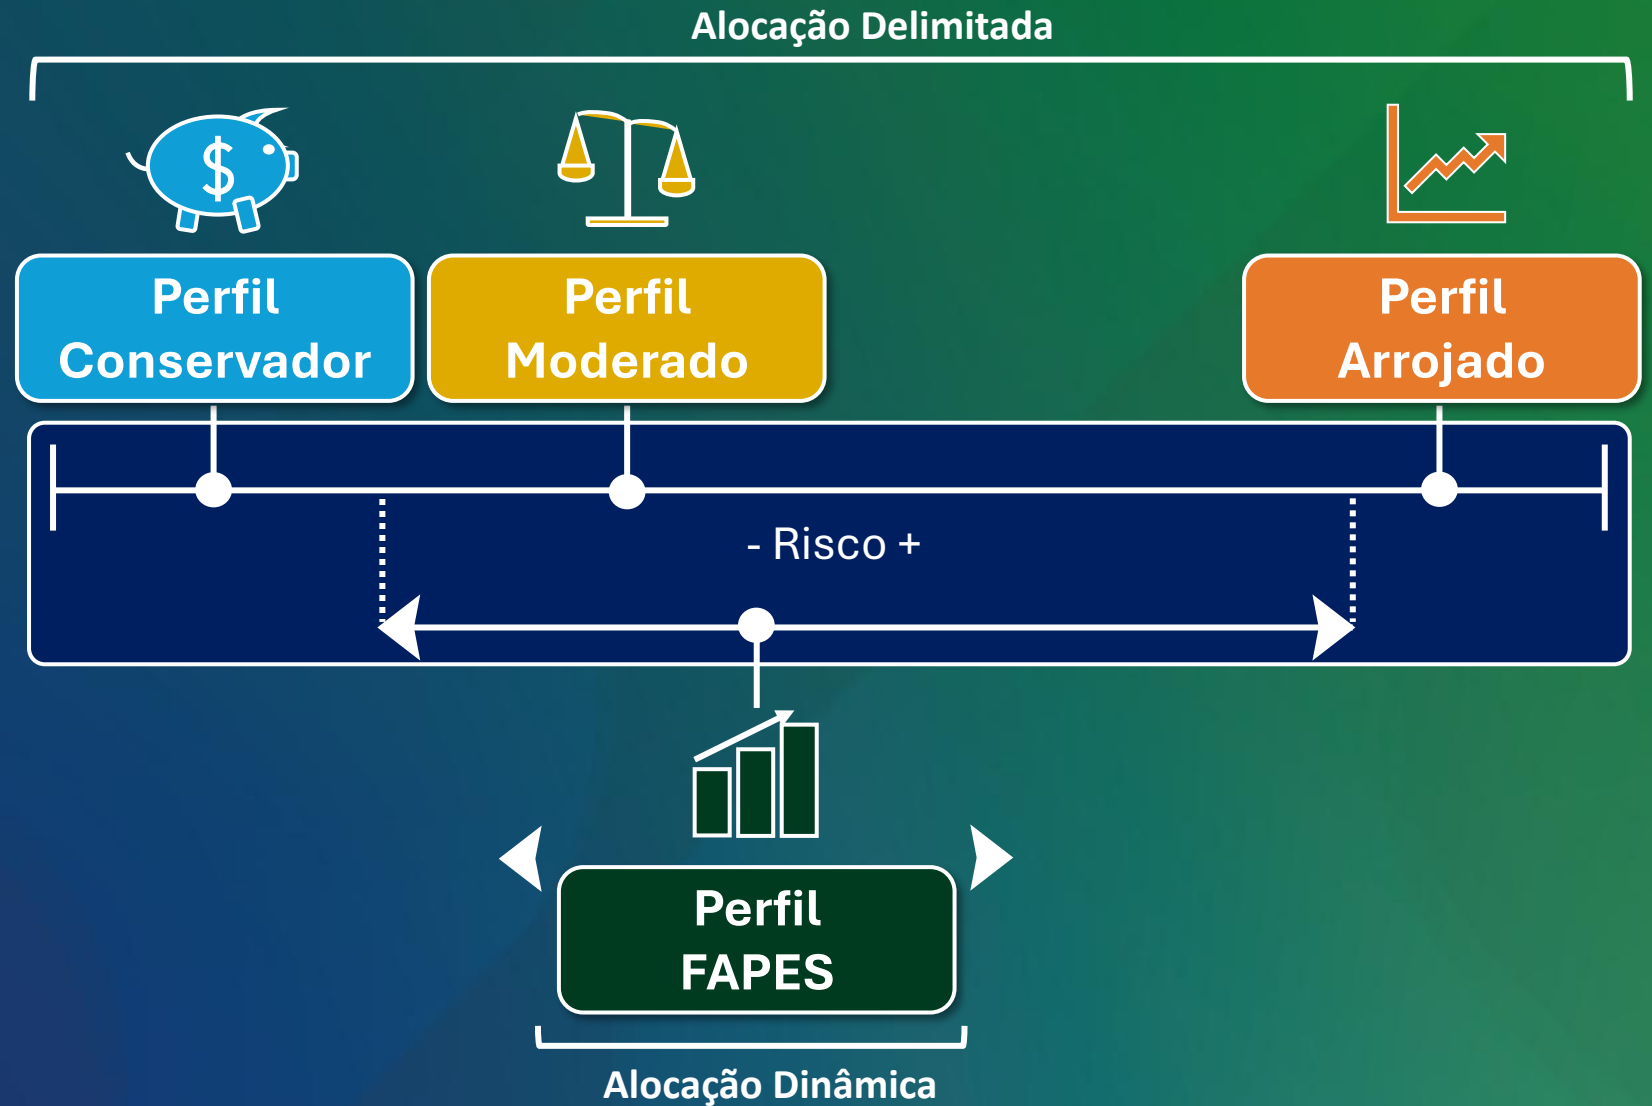 Alocação Delimitada
$
Perfil
Conservador
Perfil
Moderado
Perfil
Arrojado
- Risco +
Perfil
FAPES
Alocação Dinâmica